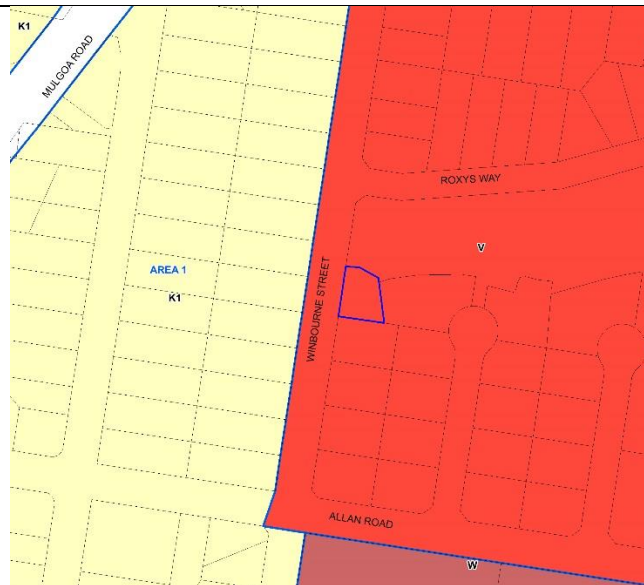 K1
MULGOA ROAD
ROXYS WAY
V
AREA 1
K1
WINBOURNE STREET
ALLAN ROAD
W